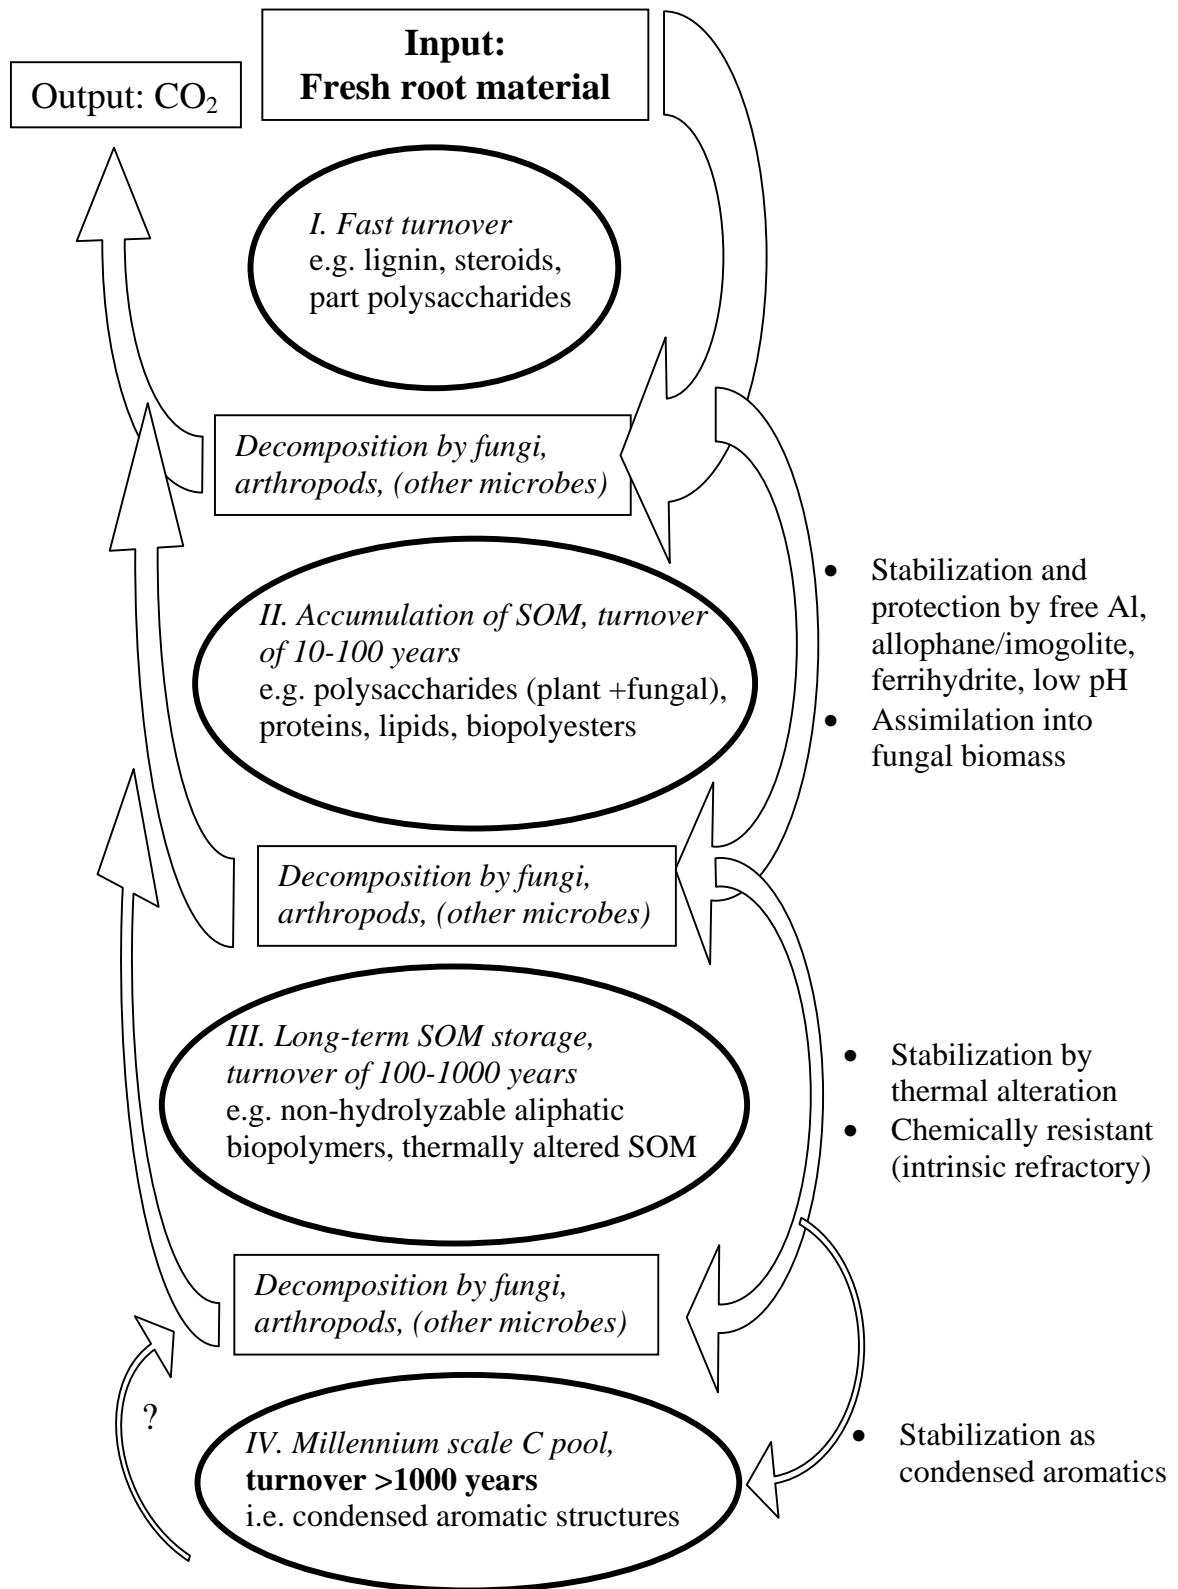 Input:
Fresh root material
Output: CO₂
I. Fast turnover
e.g. lignin, steroids,
part polysaccharides
Decomposition by fungi,
arthropods, (other microbes)
II. Accumulation of SOM, turnover
of 10-100 years
e.g. polysaccharides (plant +fungal),
proteins, lipids, biopolyesters
• Stabilization and
protection by free Al,
allophane/imogolite,
ferrihydrite, low pH
• Assimilation into
fungal biomass
Decomposition by fungi,
arthropods, (other microbes)
III. Long-term SOM storage,
turnover of 100-1000 years
e.g. non-hydrolyzable aliphatic
biopolymers, thermally altered SOM
• Stabilization by
thermal alteration
• Chemically resistant
(intrinsic refractory)
Decomposition by fungi,
arthropods, (other microbes)
?
IV. Millennium scale C pool,
turnover >1000 years
i.e. condensed aromatic structures
• Stabilization as
condensed aromatics